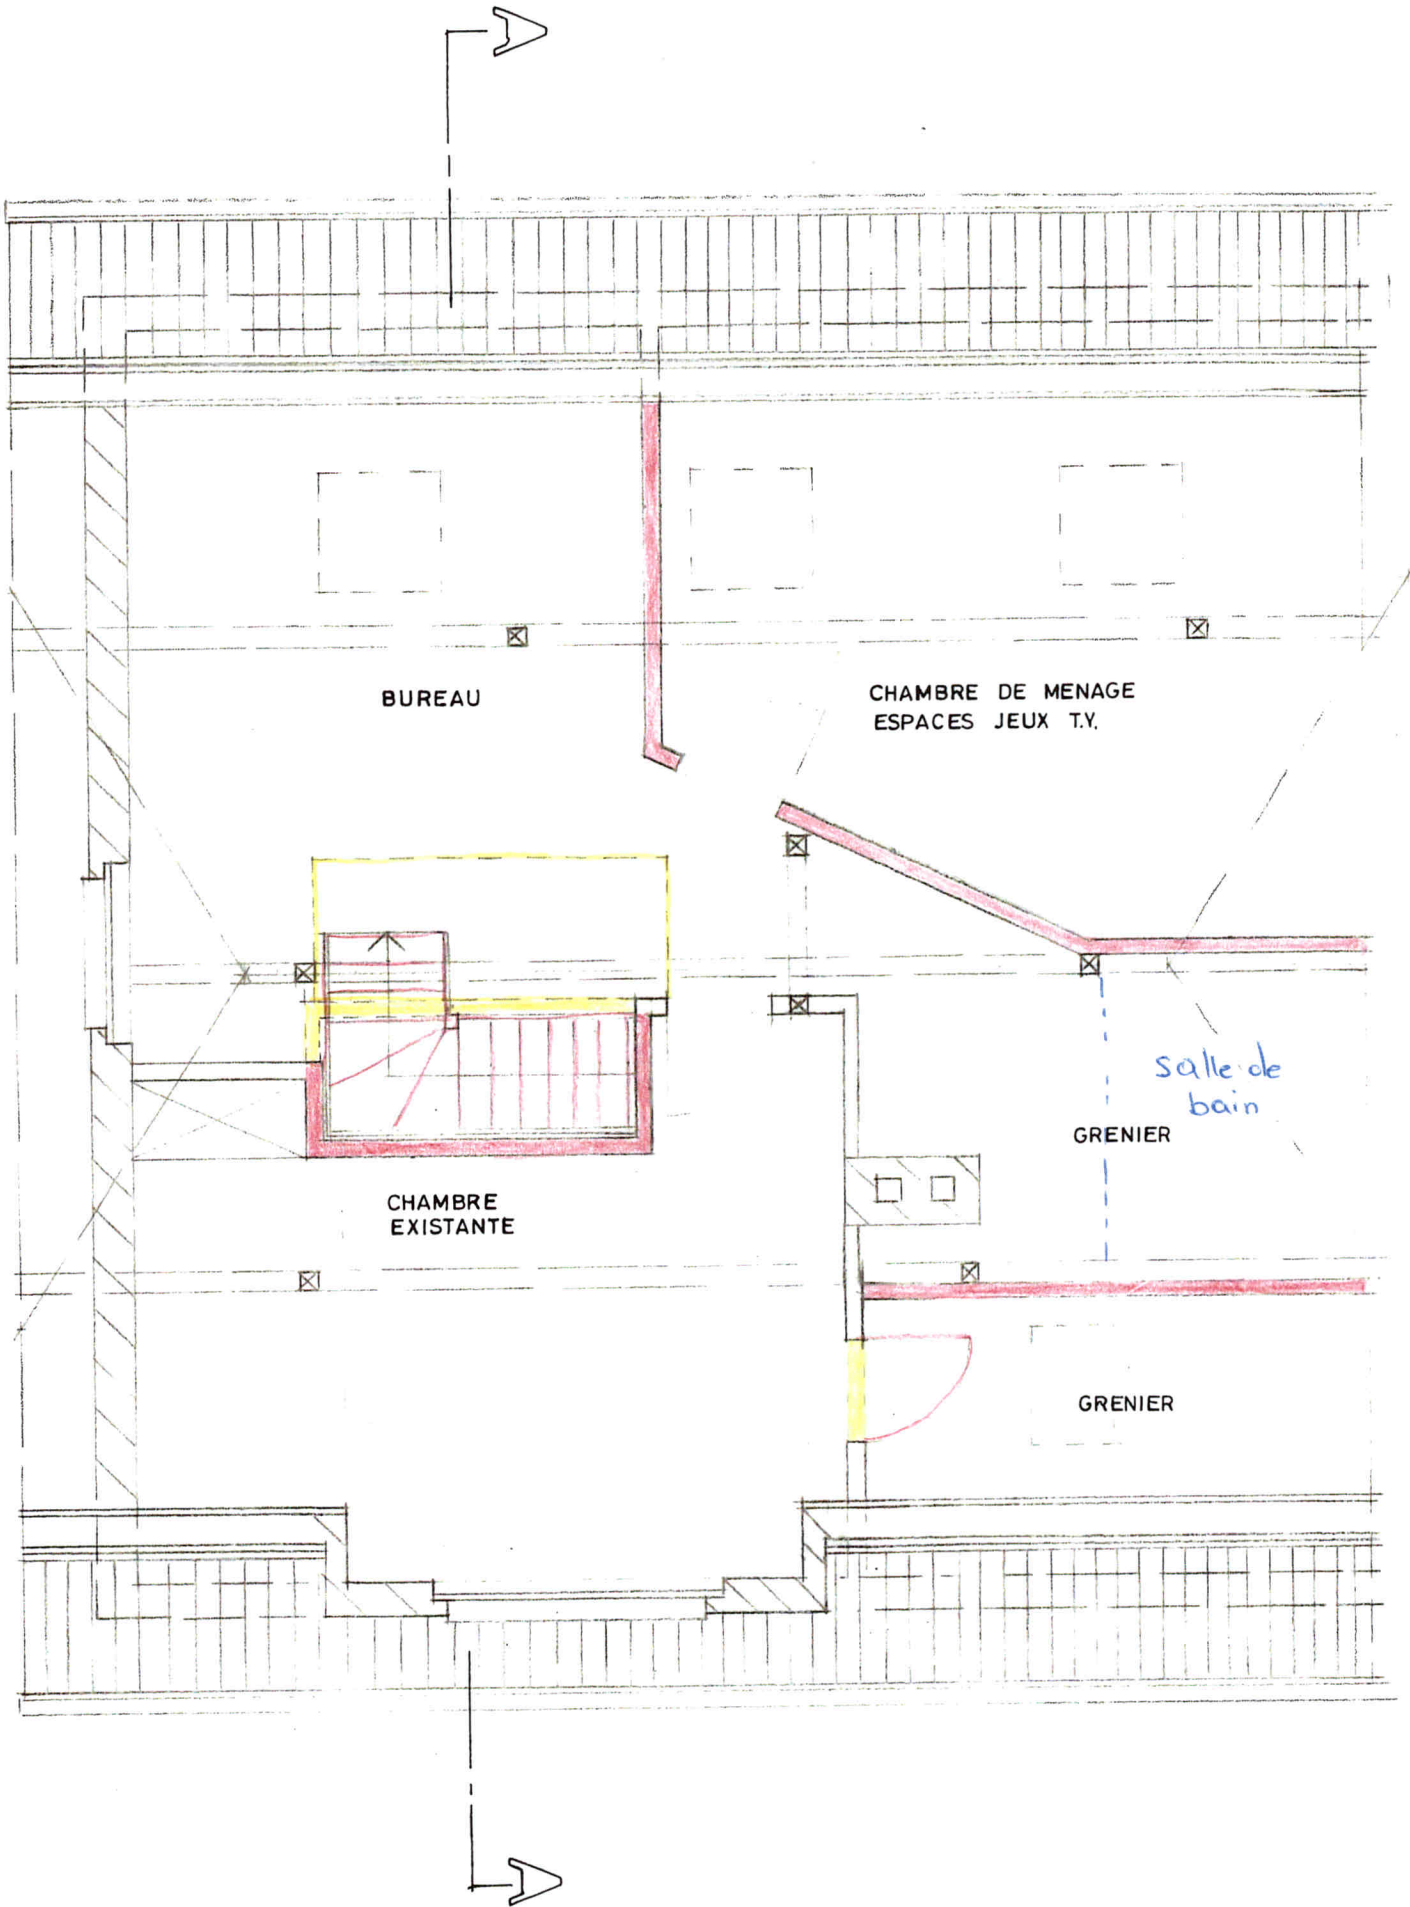 A
BUREAU
CHAMBRE DE MENAGE
ESPACES JEUX T.V.
salle de
bain
GRENIER
CHAMBRE
EXISTANTE
GRENIER
A